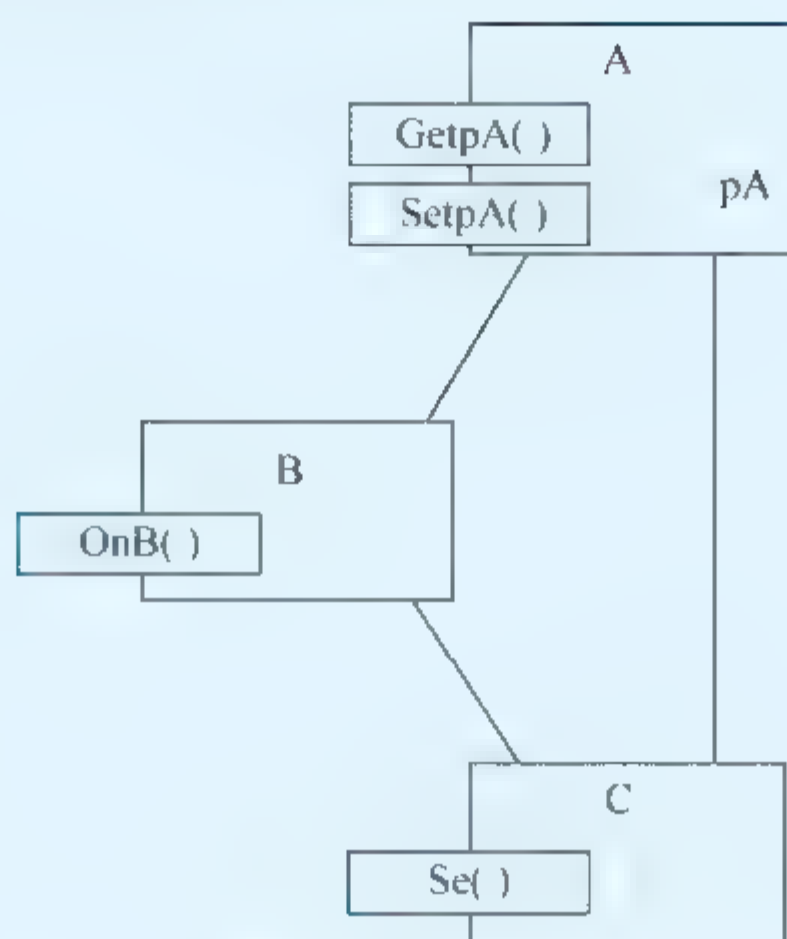 A
GetpA( )
pA
SetpA( )
B
OnB( )
C
Se( )